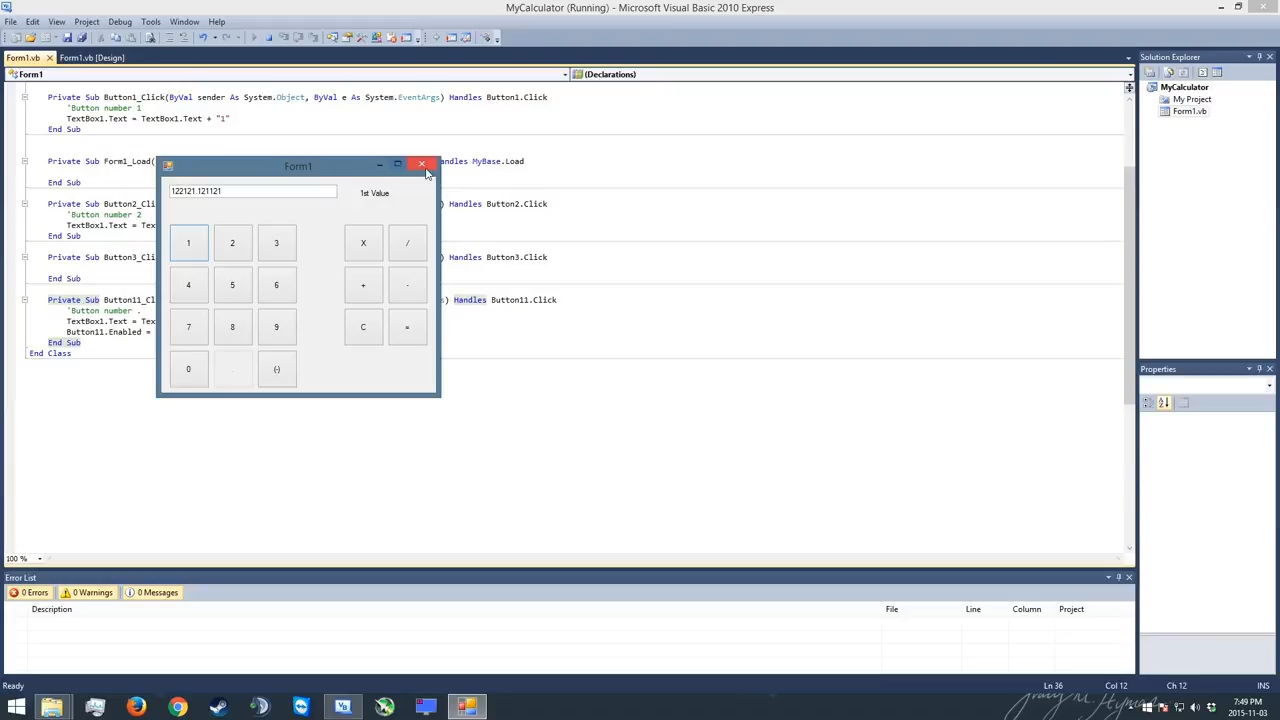 MyCalculator (Running) - Microsoft Visual Basic 2010 Express
File Edit View Project Debug Tools Window Help
Form1.vb Form1.vb [Design]
Form1 (Declarations)
Private Sub Button1_Click(ByVal sender As System.Object, ByVal e As System.EventArgs) Handles Button1.Click
'Button number 1
TextBox1.Text = TextBox1.Text + "1"
End Sub
Private Sub Form1_Load( andles MyBase.Load
End Sub
Private Sub Button2_Cli ) Handles Button2.Click
'Button number 2
TextBox1.Text = Tex
End Sub
Private Sub Button3_Cli ) Handles Button3.Click
End Sub
Private Sub Button11_Cl s) Handles Button11.Click
'Button number .
TextBox1.Text = Tex
Button11.Enabled =
End Sub
End Class
Form1
122121.121121
1st Value
1 2 3 X /
4 5 6 + -
7 8 9 C =
0 . (-)
100 %
Solution Explorer
MyCalculator
My Project
Form1.vb
Properties
Error List
0 Errors 0 Warnings 0 Messages
Description File Line Column Project
Ready Ln 36 Col 12 Ch 12 INS
7:49 PM
2015-11-03